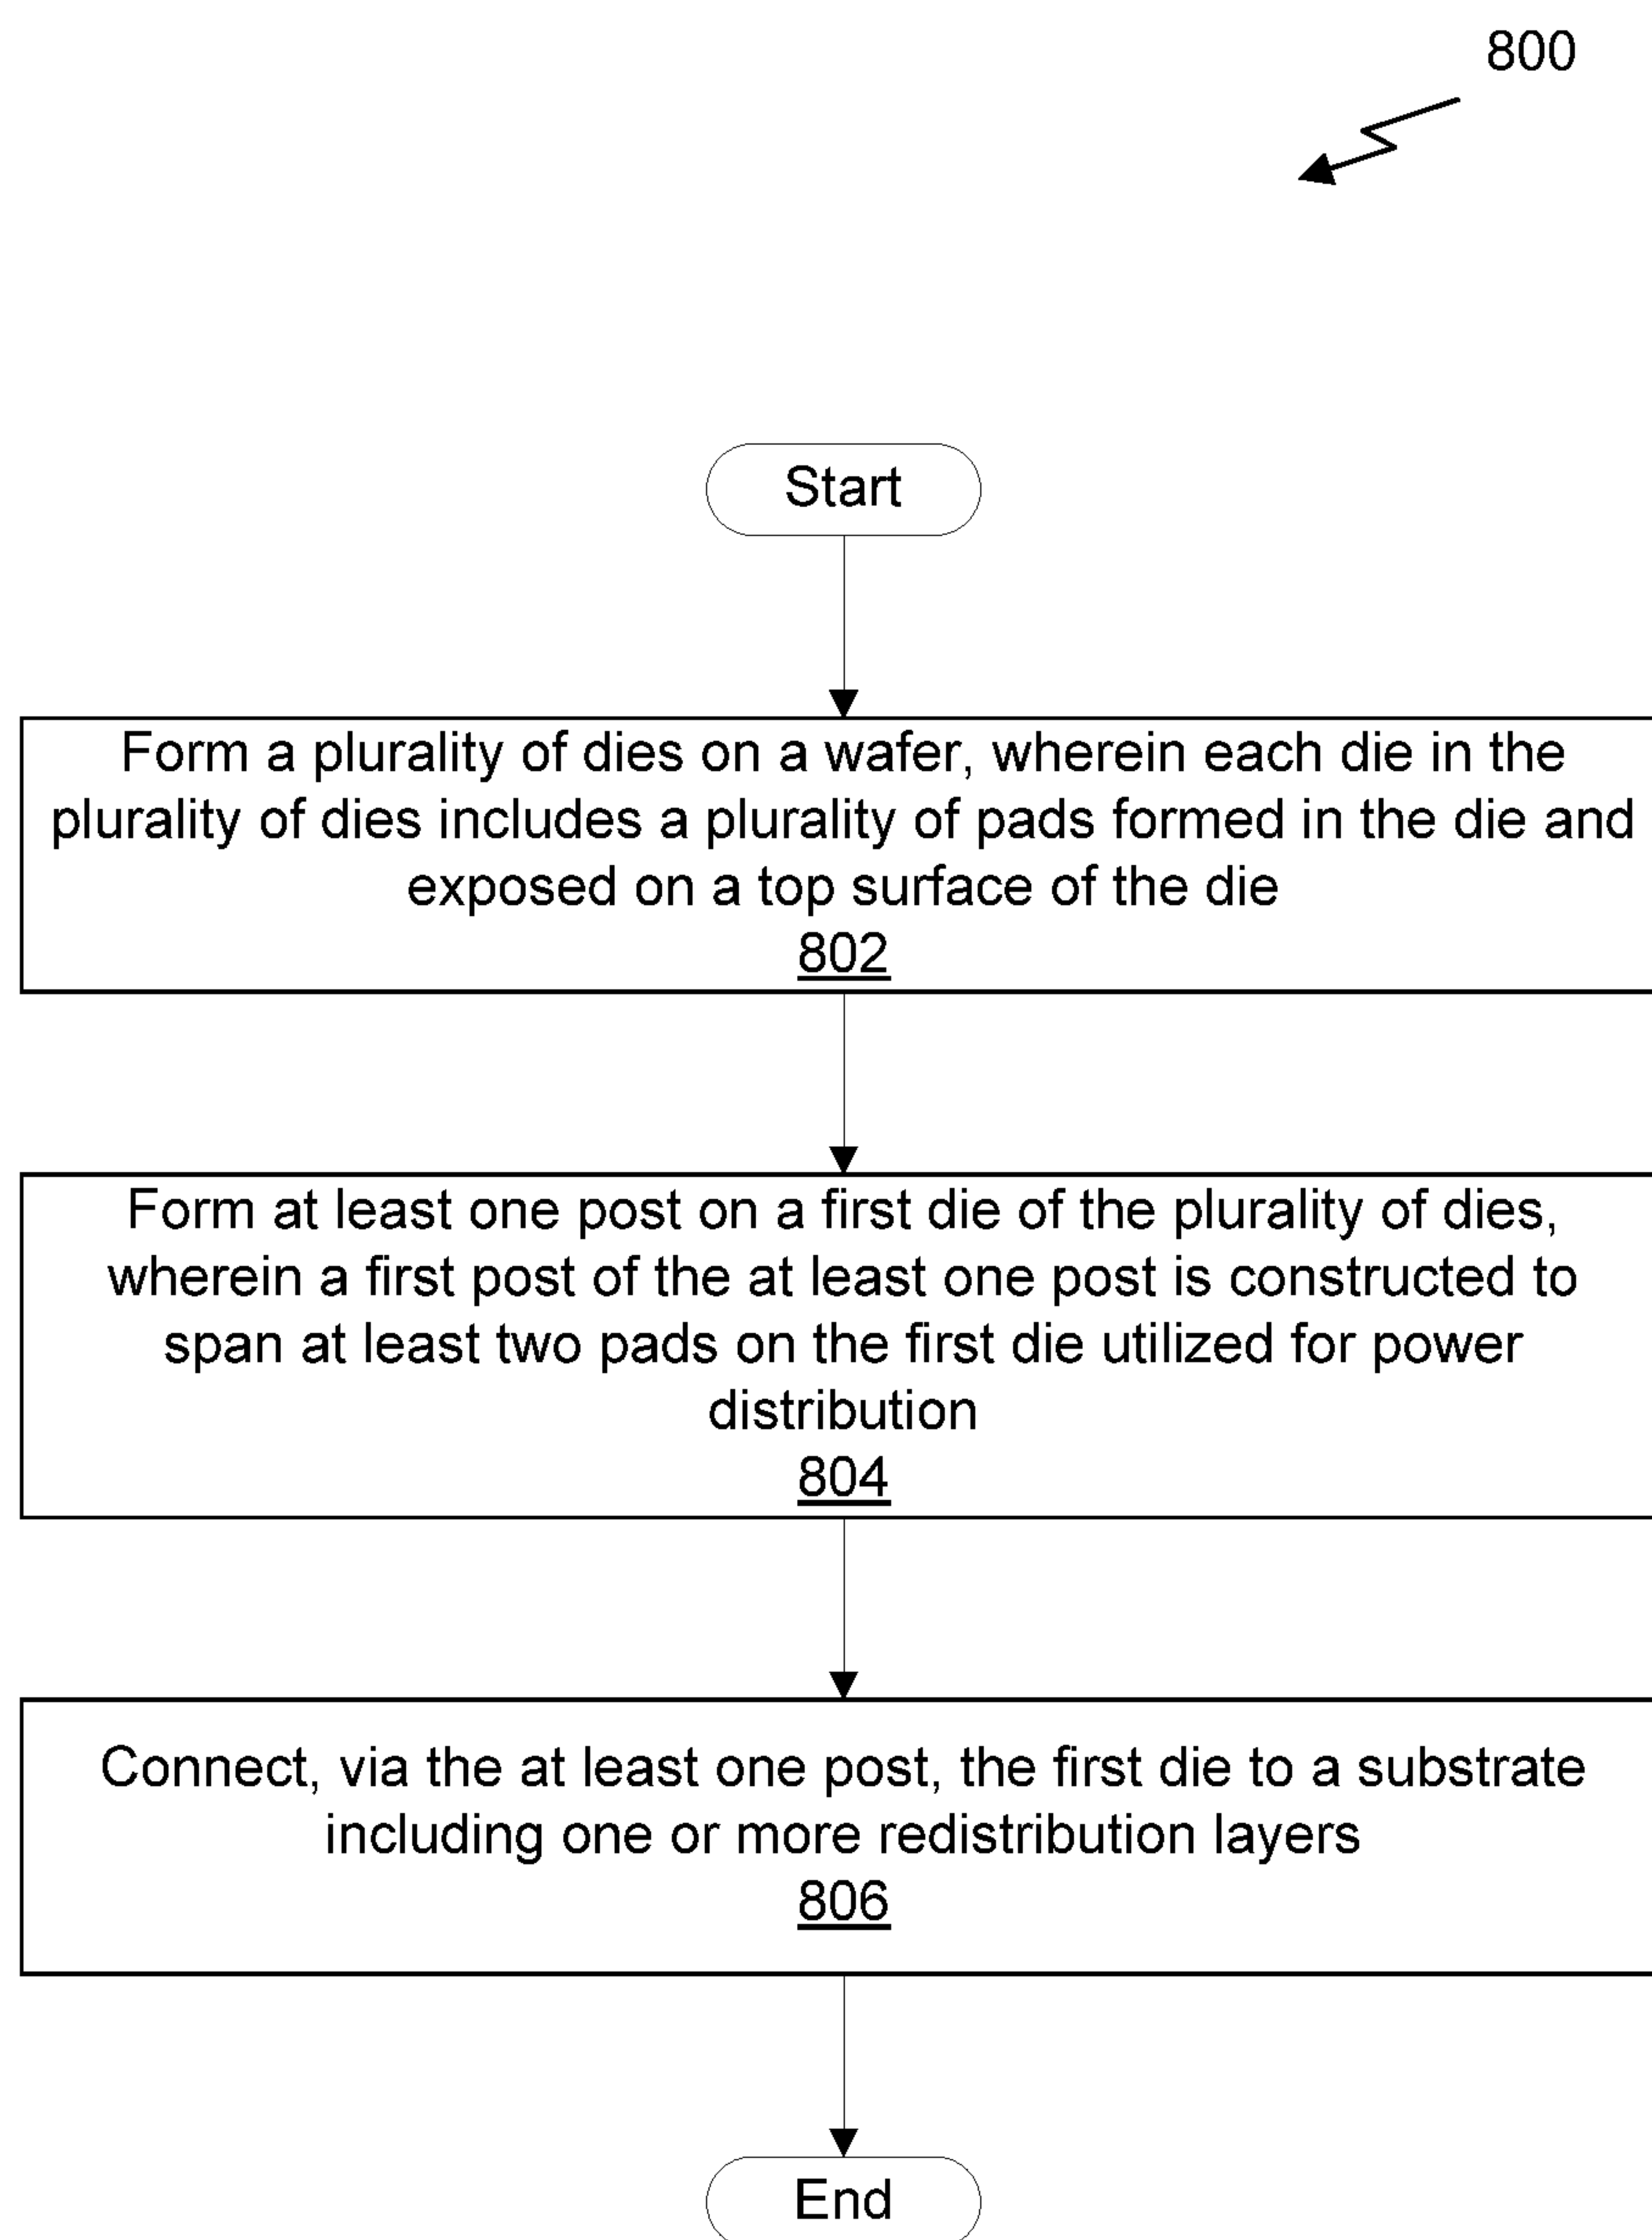 800
Start
Form a plurality of dies on a wafer, wherein each die in the
plurality of dies includes a plurality of pads formed in the die and
exposed on a top surface of the die
802
Form at least one post on a first die of the plurality of dies,
wherein a first post of the at least one post is constructed to
span at least two pads on the first die utilized for power
distribution
804
Connect, via the at least one post, the first die to a substrate
including one or more redistribution layers
806
End